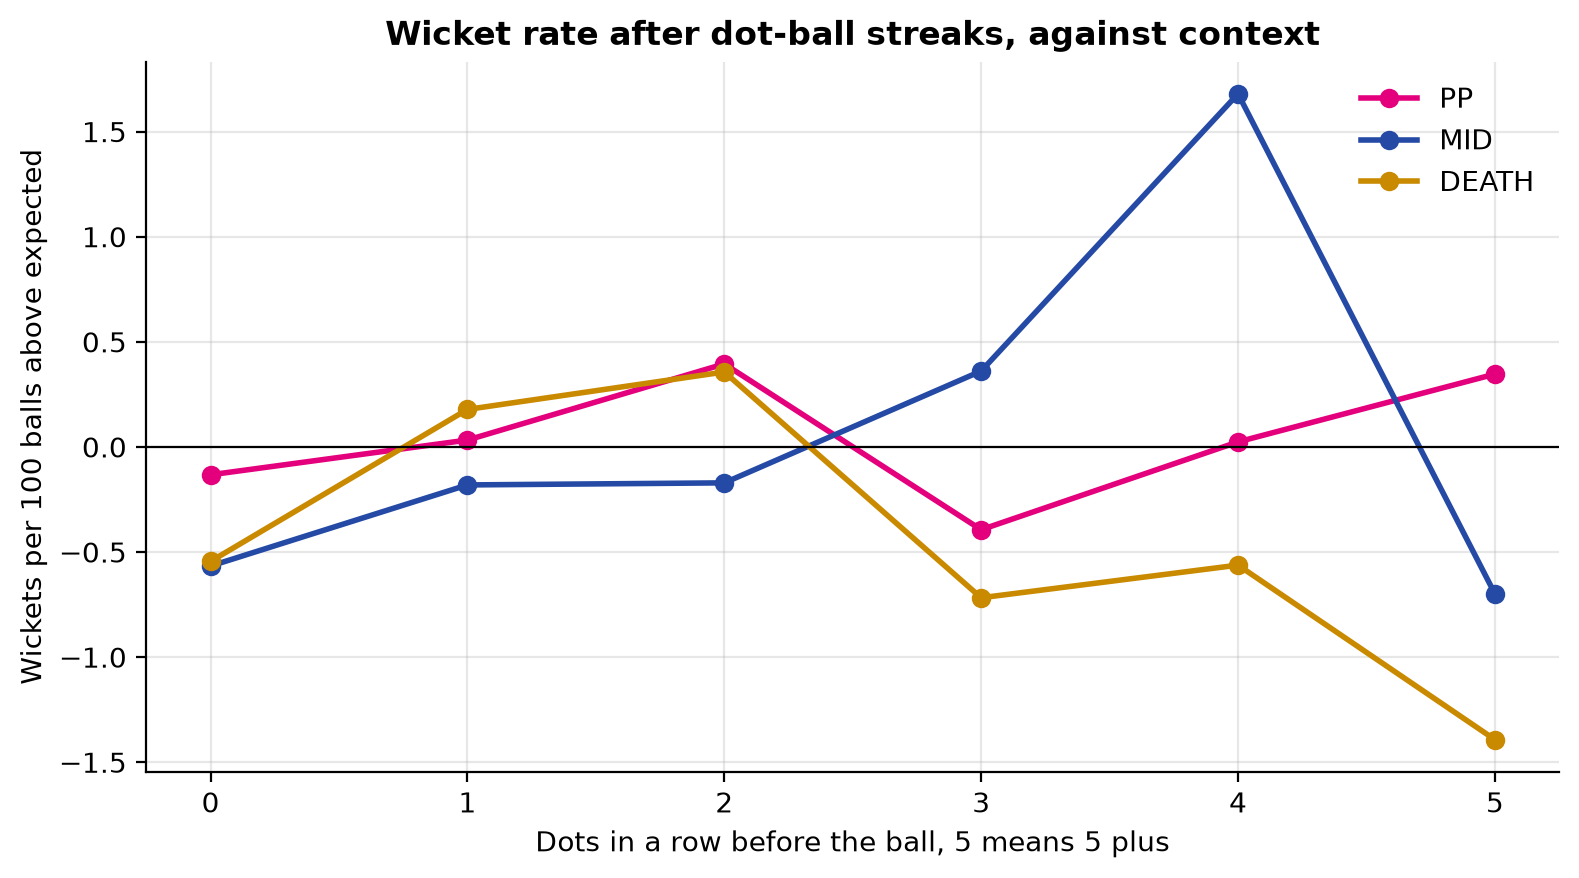 Wicket rate after dot-ball streaks, against context
Wickets per 100 balls above expected
1.5
1.0
0.5
0.0
−0.5
−1.0
−1.5
PP
MID
DEATH
0 1 2 3 4 5
Dots in a row before the ball, 5 means 5 plus